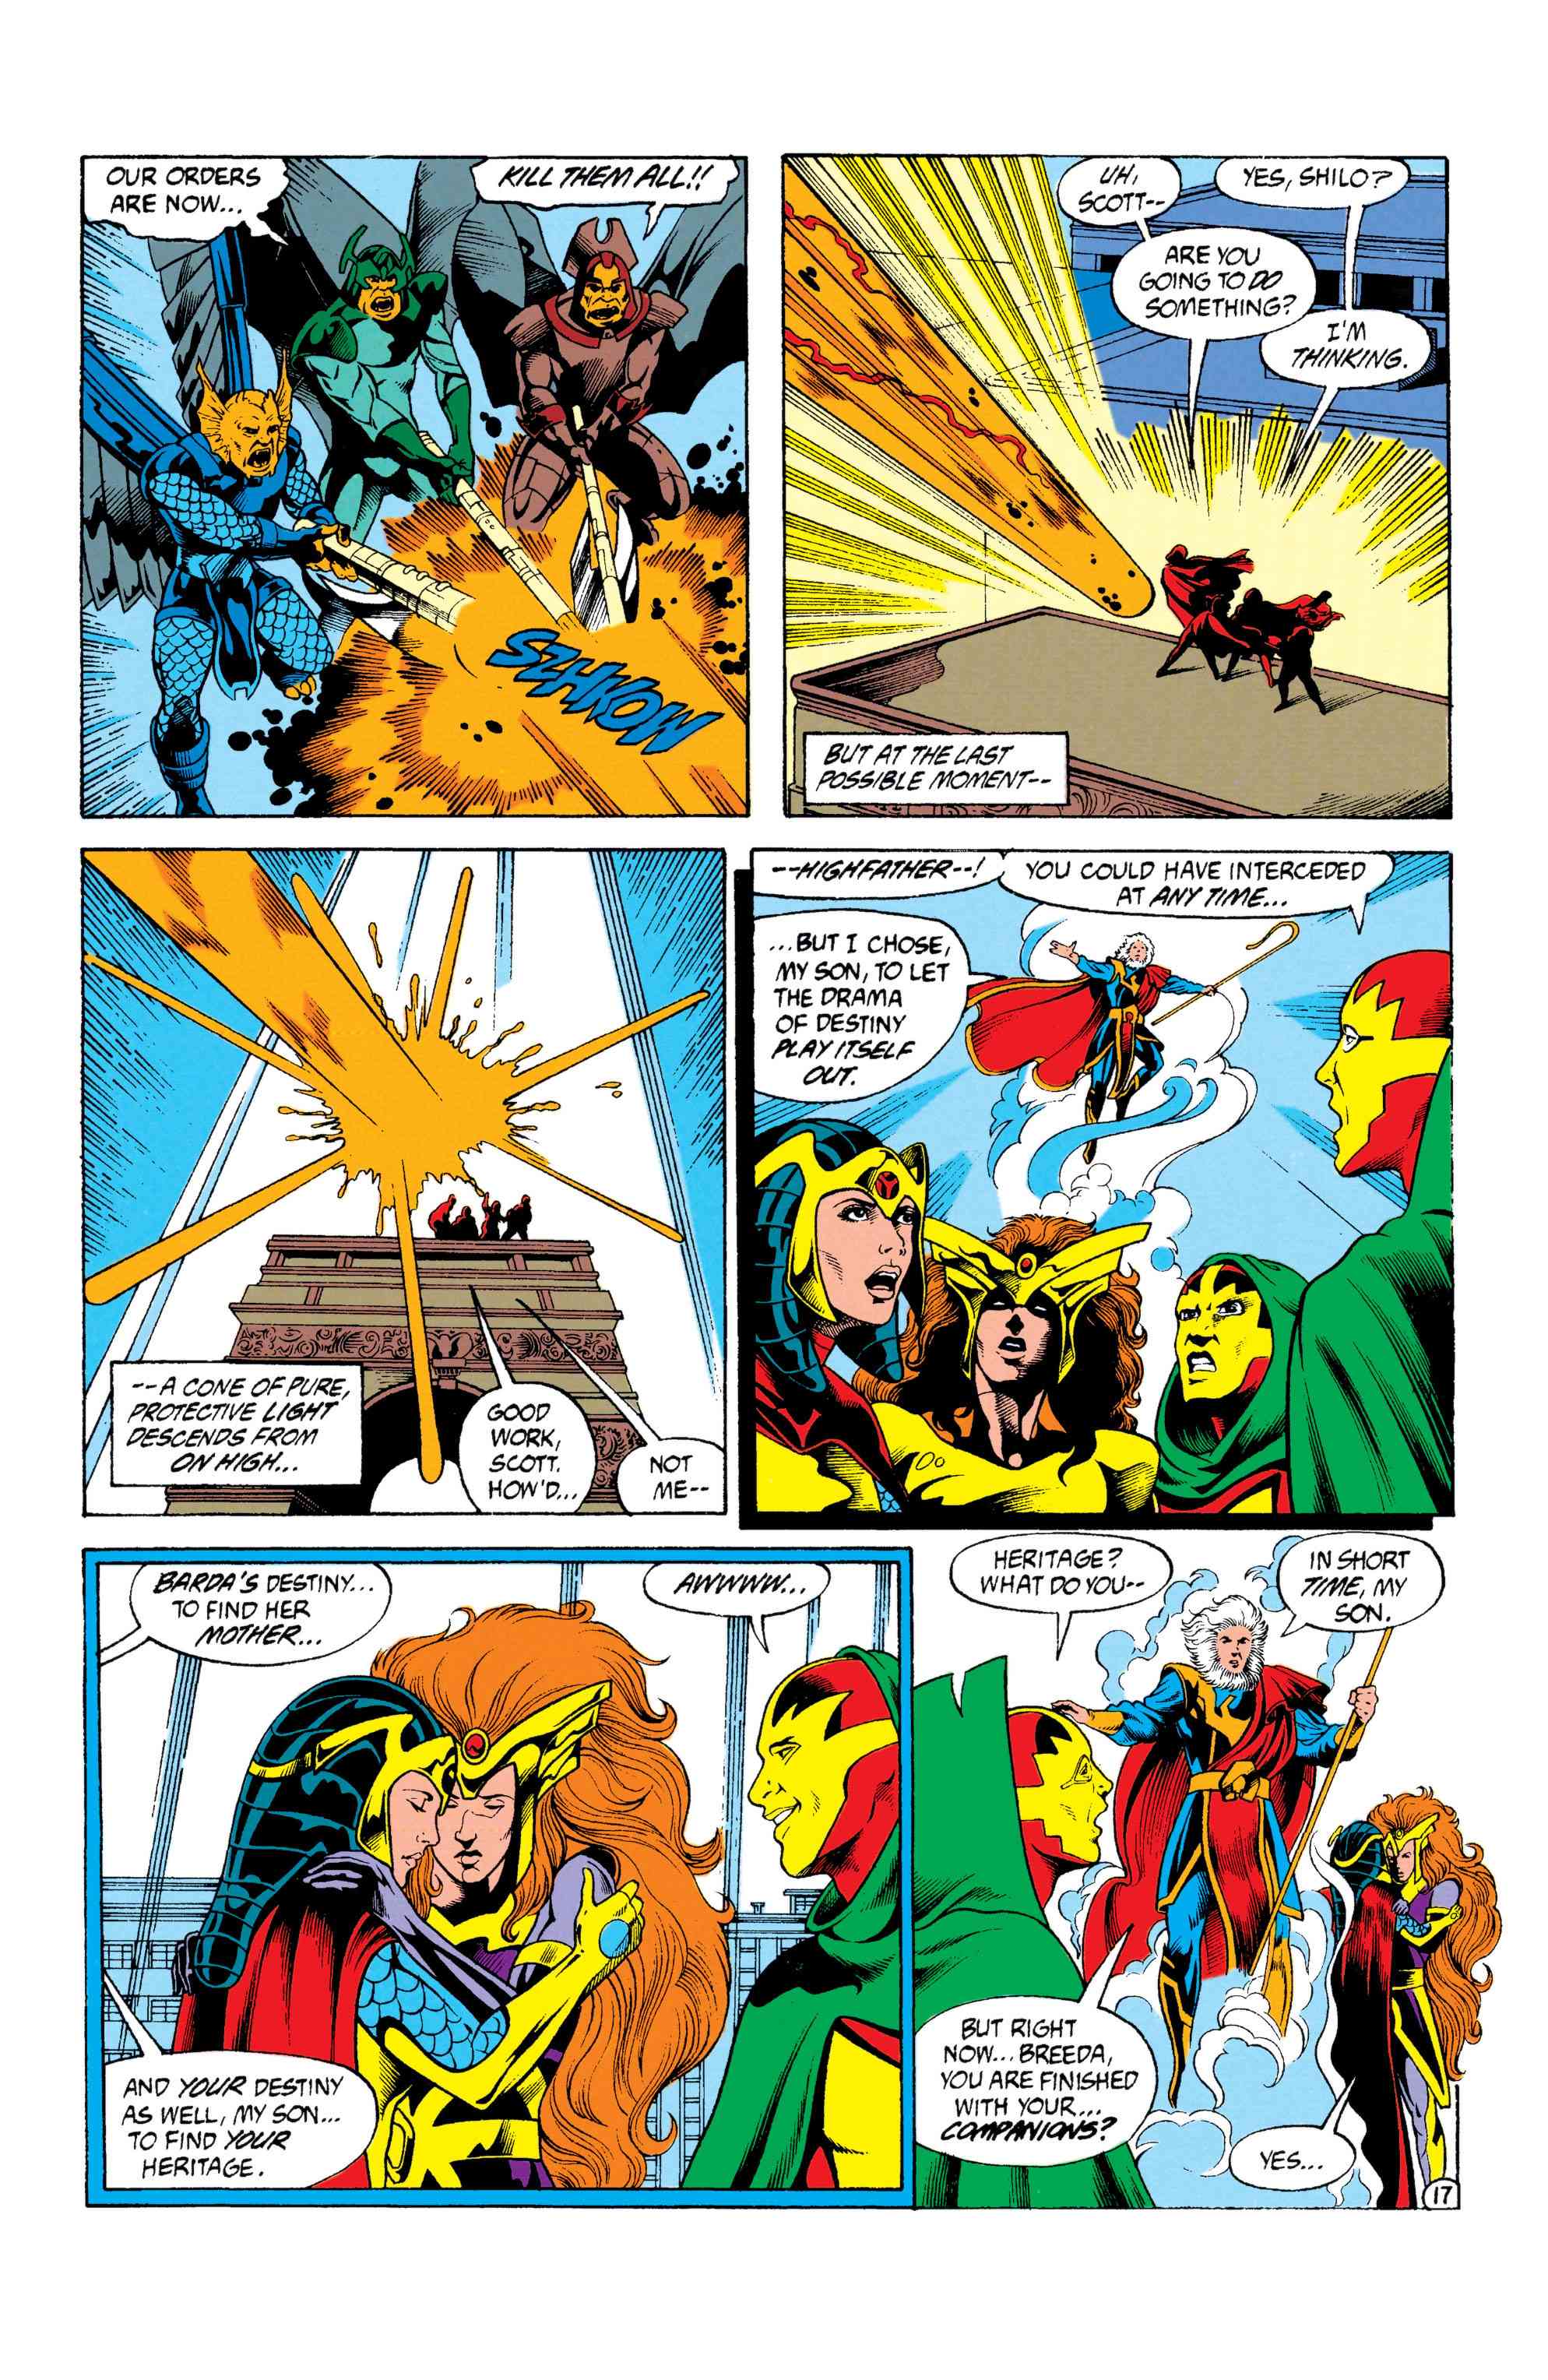 OUR ORDERS
ARE NOW...
KILL THEM ALL!!
SZHKOW
UH,
SCOTT--
YES, SHILO?
ARE YOU
GOING TO DO
SOMETHING?
I'M
THINKING.
BUT AT THE LAST
POSSIBLE MOMENT--
--A CONE OF PURE,
PROTECTIVE LIGHT
DESCENDS FROM
ON HIGH...
GOOD
WORK,
SCOTT.
HOW'D...
NOT
ME--
--HIGHFATHER--!
YOU COULD HAVE INTERCEDED
AT ANY TIME...
...BUT I CHOSE,
MY SON, TO LET
THE DRAMA
OF DESTINY
PLAY ITSELF
OUT.
BARDA'S DESTINY...
TO FIND HER
MOTHER...
AWWWW...
AND YOUR DESTINY
AS WELL, MY SON...
TO FIND YOUR
HERITAGE.
HERITAGE?
WHAT DO YOU--
IN SHORT
TIME, MY
SON.
BUT RIGHT
NOW... BREEDA,
YOU ARE FINISHED
WITH YOUR...
COMPANIONS?
YES...
17